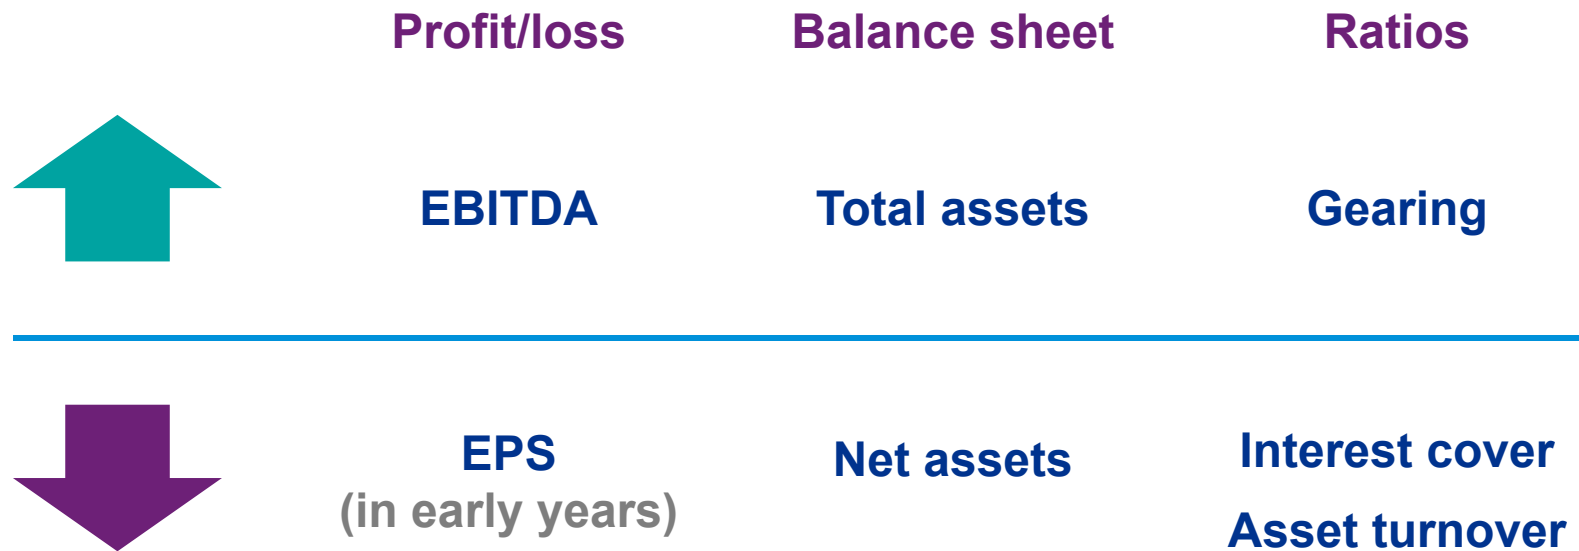 Profit/loss Balance sheet Ratios
EBITDA Total assets Gearing
EPS Net assets Interest cover
(in early years) Asset turnover